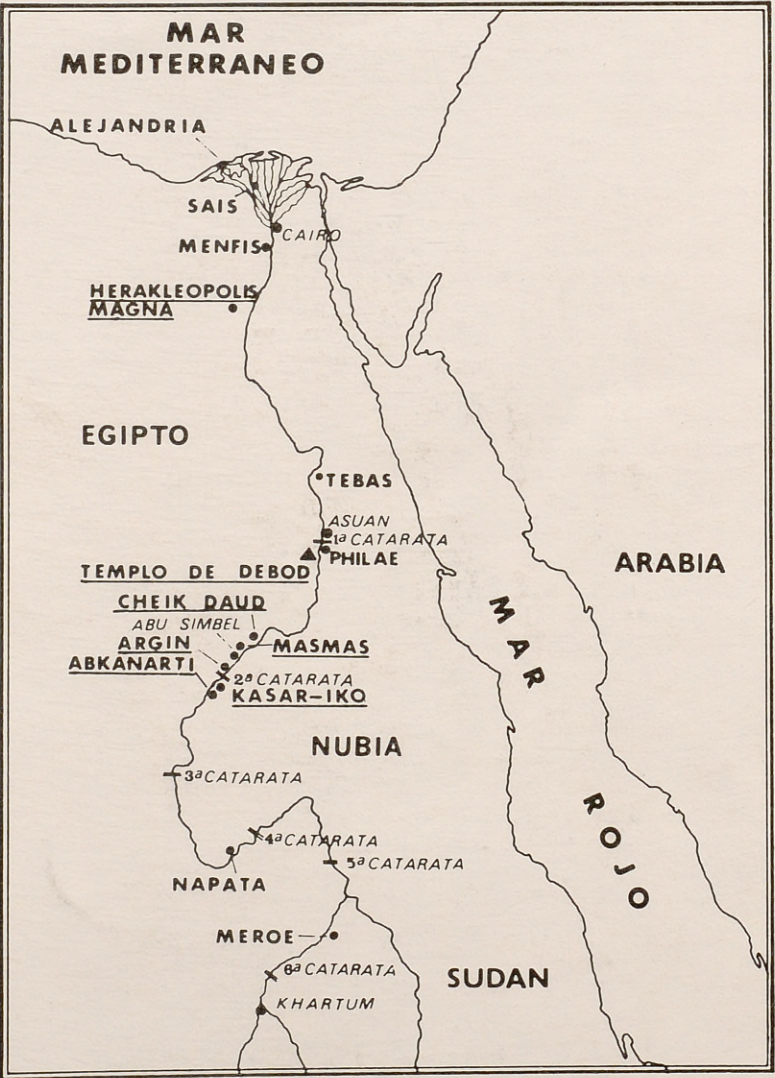 MAR
MEDITERRANEO
ALEJANDRIA
SAIS
CAIRO
MENFIS
HERAKLEOPOLIS
MAGNA
EGIPTO
TEBAS
ASUAN
1ª CATARATA
PHILAE
ARABIA
TEMPLO DE DEBOD
CHEIK DAUD
ABU SIMBEL
ARGIN
MASMAS
ABKANARTI
2ª CATARATA
KASAR-IKO
MAR
NUBIA
3ª CATARATA
ROJO
4ª CATARATA
5ª CATARATA
NAPATA
MEROE
6ª CATARATA
SUDAN
KHARTUM